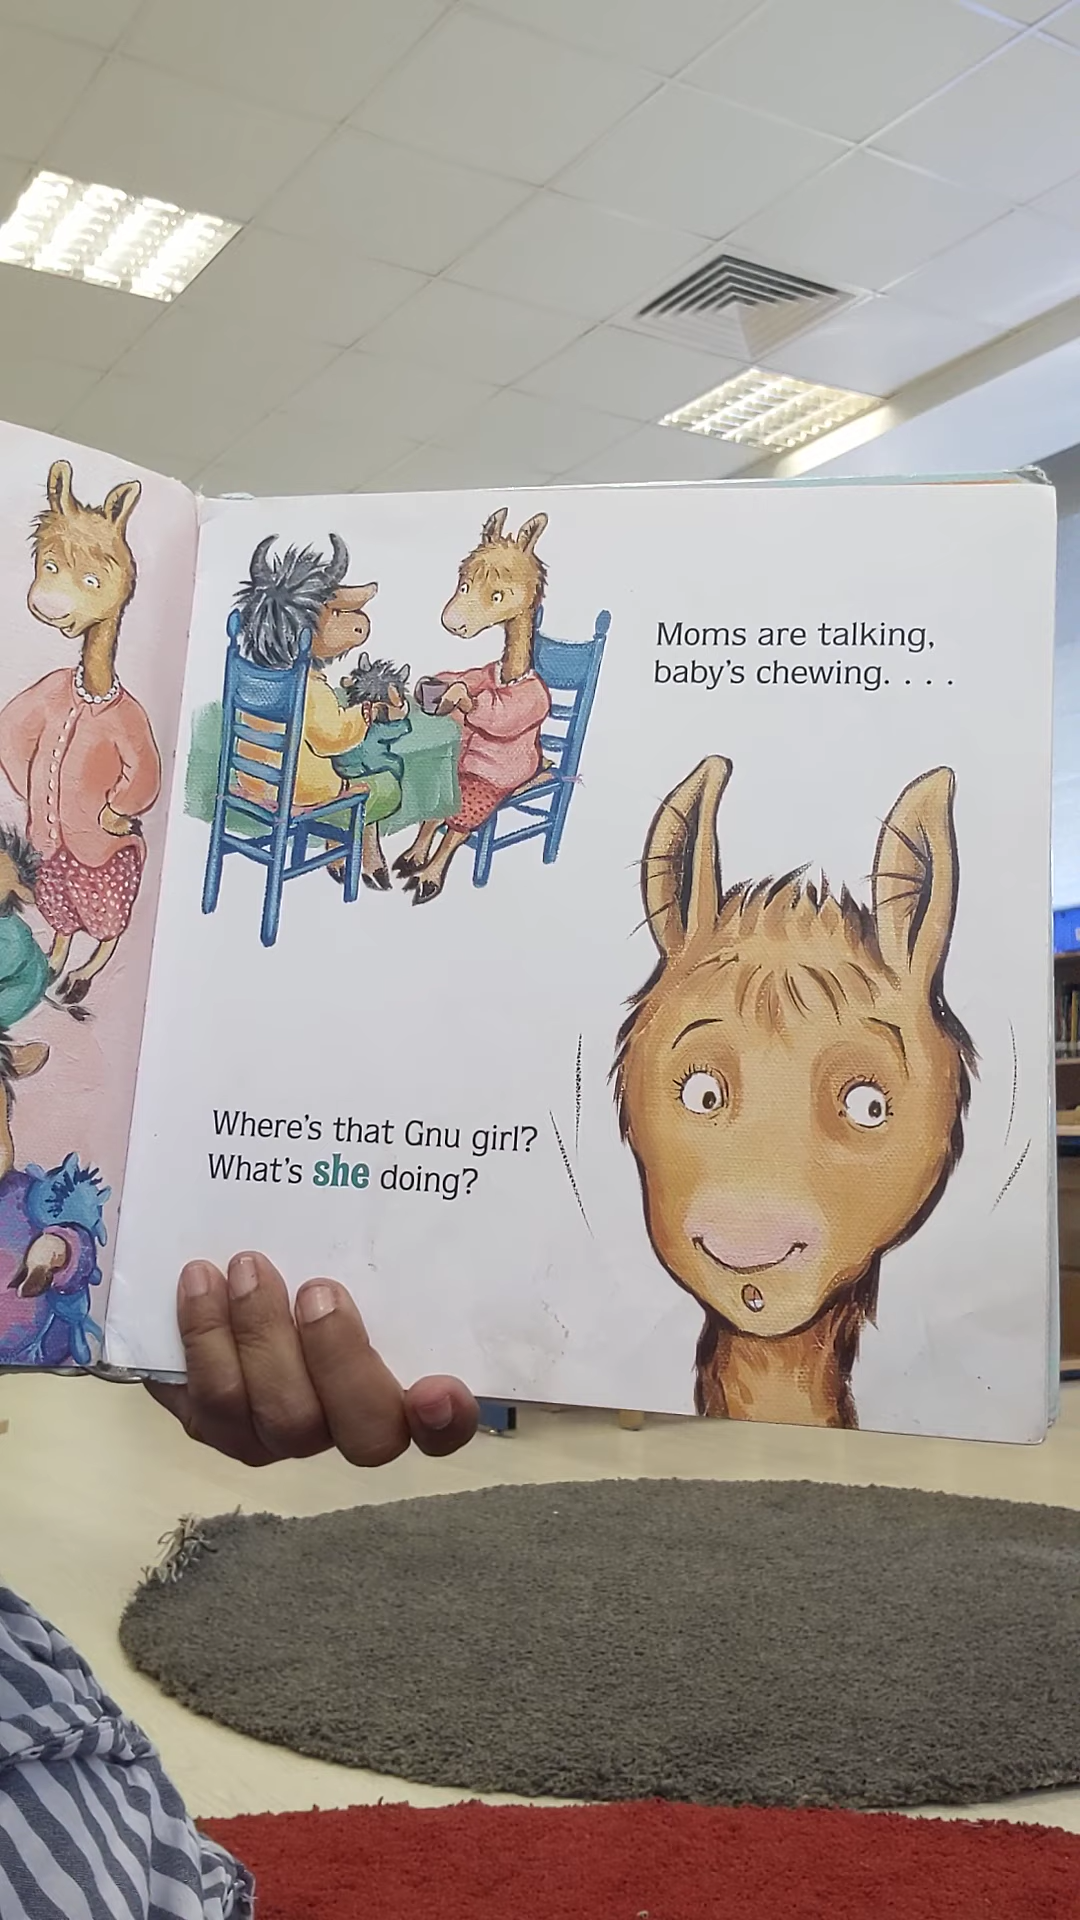 Moms are talking,
baby's chewing. . . .
Where's that Gnu girl?
What's she doing?